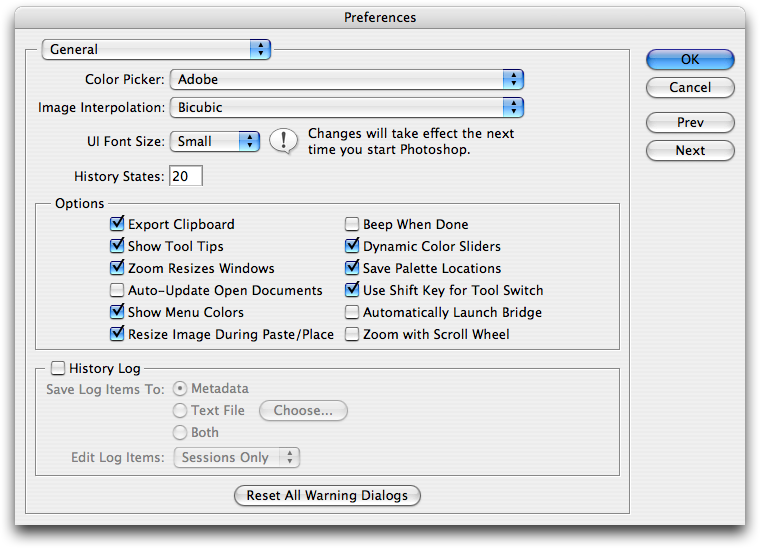 Preferences
General
OK
Color Picker: Adobe
Cancel
Image Interpolation: Bicubic
Prev
UI Font Size: Small ! Changes will take effect the next
time you start Photoshop.
Next
History States: 20
Options
Export Clipboard Beep When Done
Show Tool Tips Dynamic Color Sliders
Zoom Resizes Windows Save Palette Locations
Auto-Update Open Documents Use Shift Key for Tool Switch
Show Menu Colors Automatically Launch Bridge
Resize Image During Paste/Place Zoom with Scroll Wheel
History Log
Save Log Items To: Metadata
Text File Choose...
Both
Edit Log Items: Sessions Only
Reset All Warning Dialogs